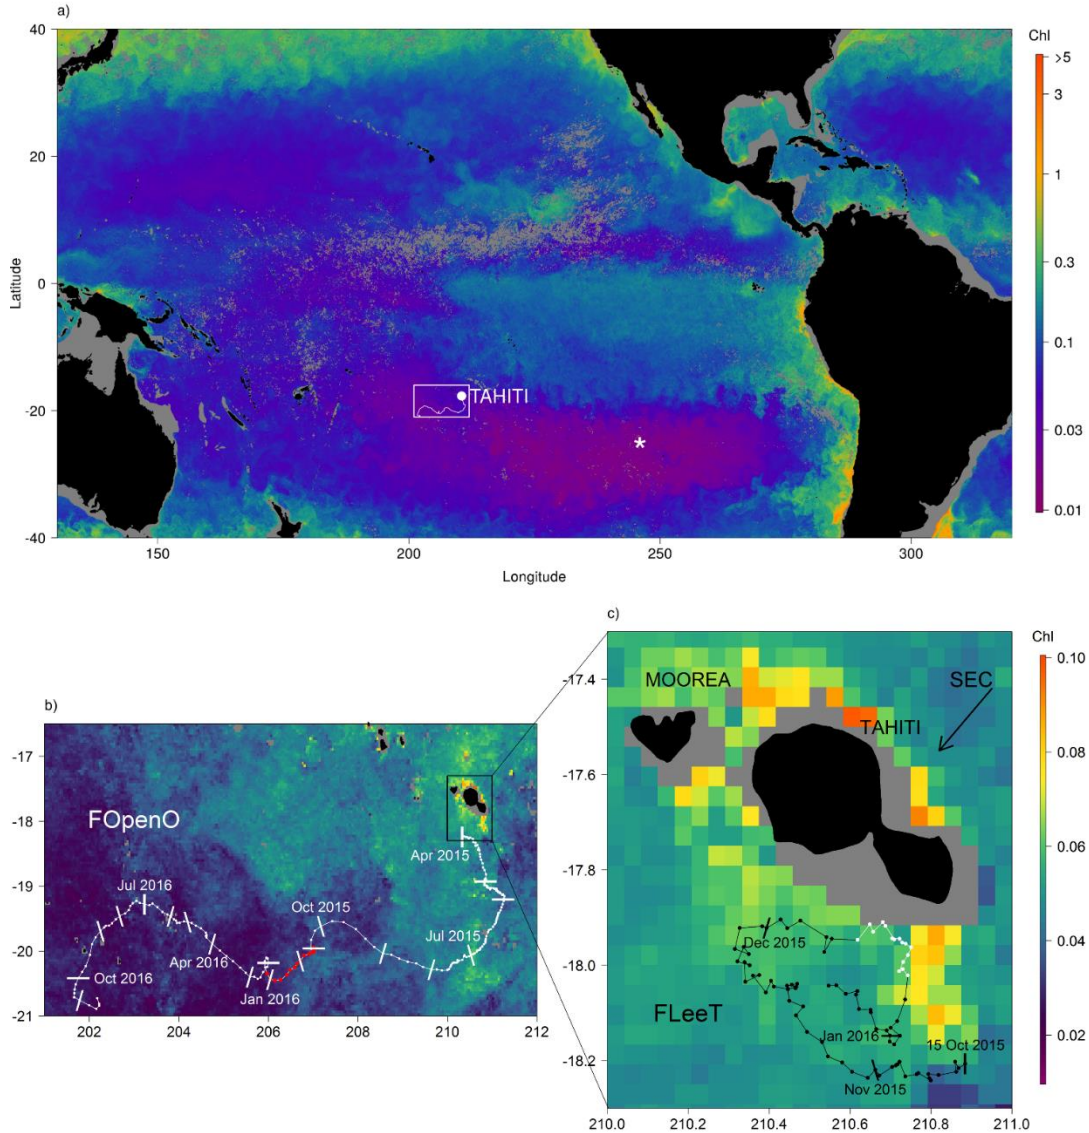 a)
Chl
40
20
0
-20
-40
Latitude
150
200
250
300
Longitude
TAHITI
*
>5
3
1
0.3
0.1
0.03
0.01
b)
-17
-18
-19
-20
-21
202
204
206
208
210
212
FOpenO
Apr 2015
Jul 2015
Oct 2015
Jan 2016
Apr 2016
Jul 2016
Oct 2016
c)
Chl
-17.4
-17.6
-17.8
-18.0
-18.2
210.0
210.2
210.4
210.6
210.8
211.0
MOOREA
TAHITI
SEC
FLeeT
Dec 2015
Jan 2016
Nov 2015
15 Oct 2015
0.10
0.08
0.06
0.04
0.02